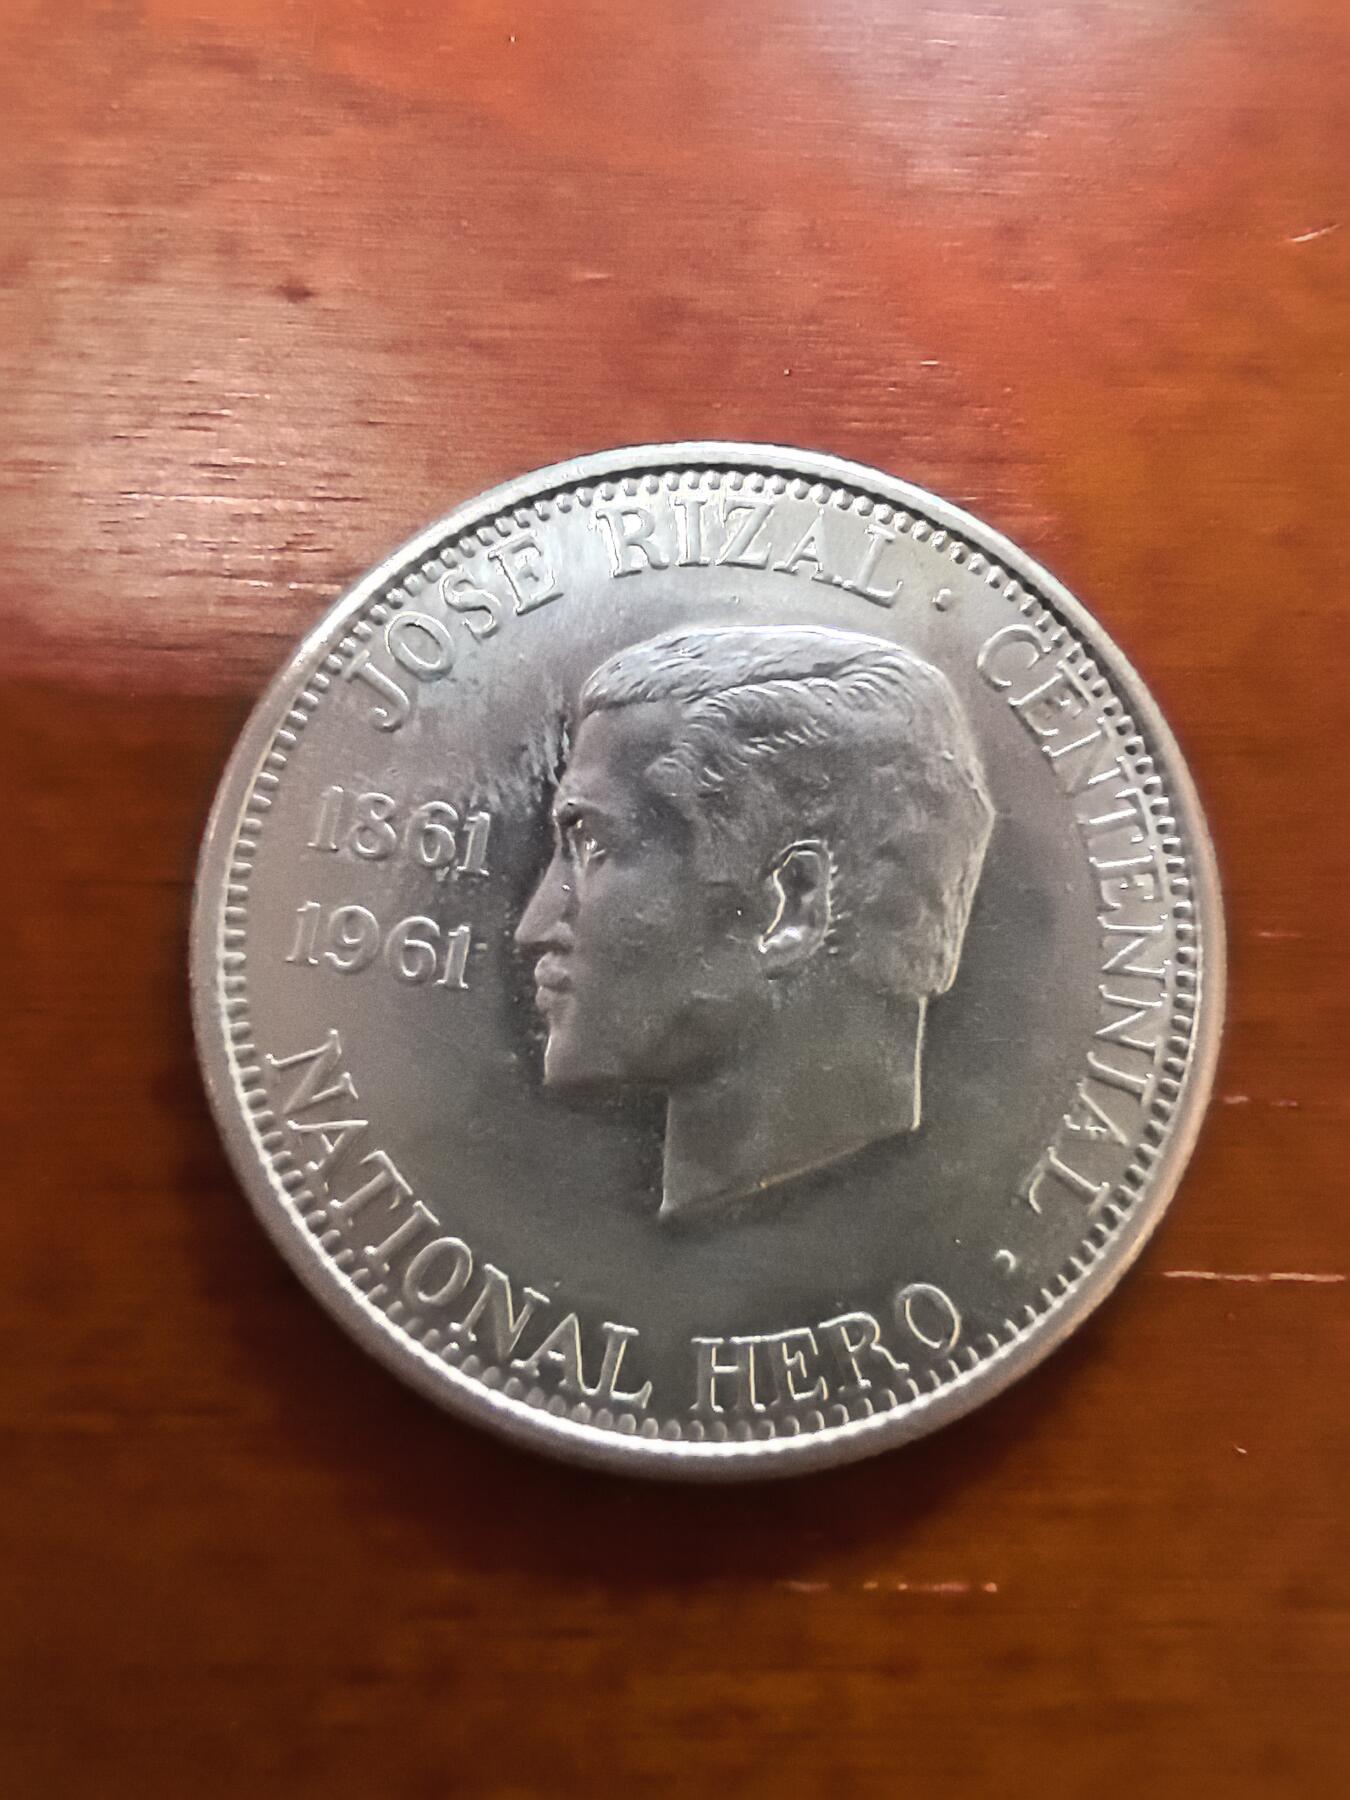 JOSE RIZAL · CENTENNIAL ·
1861
1961
NATIONAL HERO